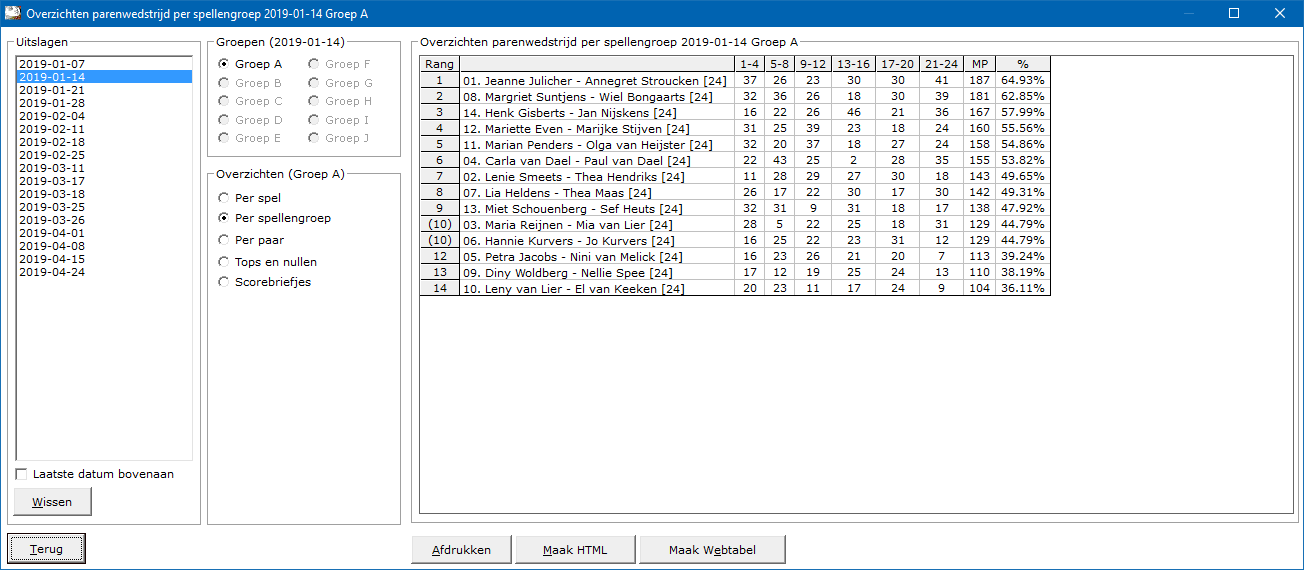 Overzichten parenwedstrijd per spellengroep 2019-01-14 Groep A
Uitslagen
2019-01-07
2019-01-14
2019-01-21
2019-01-28
2019-02-04
2019-02-11
2019-02-18
2019-02-25
2019-03-11
2019-03-17
2019-03-18
2019-03-25
2019-03-26
2019-04-01
2019-04-08
2019-04-15
2019-04-24
Laatste datum bovenaan
Wissen
Terug
Groepen (2019-01-14)
Groep A Groep F
Groep B Groep G
Groep C Groep H
Groep D Groep I
Groep E Groep J
Overzichten (Groep A)
Per spel
Per spellengroep
Per paar
Tops en nullen
Scorebriefjes
Overzichten parenwedstrijd per spellengroep 2019-01-14 Groep A
Rang 1-4 5-8 9-12 13-16 17-20 21-24 MP %
1 01. Jeanne Julicher - Annegret Stroucken [24] 37 26 23 30 30 41 187 64.93%
2 08. Margriet Suntjens - Wiel Bongaarts [24] 32 36 26 18 30 39 181 62.85%
3 14. Henk Gisberts - Jan Nijskens [24] 16 22 26 46 21 36 167 57.99%
4 12. Mariette Even - Marijke Stijven [24] 31 25 39 23 18 24 160 55.56%
5 11. Marian Penders - Olga van Heijster [24] 32 20 37 18 27 24 158 54.86%
6 04. Carla van Dael - Paul van Dael [24] 22 43 25 2 28 35 155 53.82%
7 02. Lenie Smeets - Thea Hendriks [24] 11 28 29 27 30 18 143 49.65%
8 07. Lia Heldens - Thea Maas [24] 26 17 22 30 17 30 142 49.31%
9 13. Miet Schouenberg - Sef Heuts [24] 32 31 9 31 18 17 138 47.92%
(10) 03. Maria Reijnen - Mia van Lier [24] 28 5 22 25 18 31 129 44.79%
(10) 06. Hannie Kurvers - Jo Kurvers [24] 16 25 22 23 31 12 129 44.79%
12 05. Petra Jacobs - Nini van Melick [24] 16 23 26 21 20 7 113 39.24%
13 09. Diny Woldberg - Nellie Spee [24] 17 12 19 25 24 13 110 38.19%
14 10. Leny van Lier - El van Keeken [24] 20 23 11 17 24 9 104 36.11%
Afdrukken Maak HTML Maak Webtabel